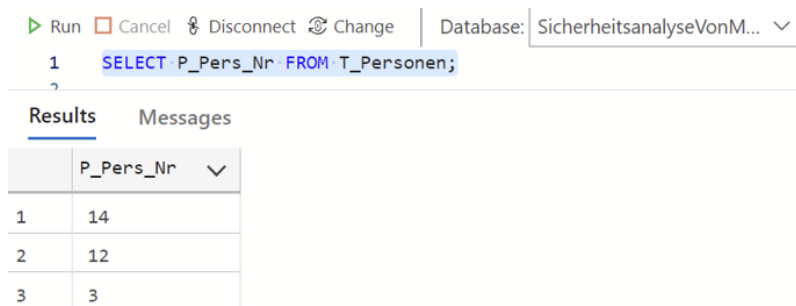 Run Cancel Disconnect Change Database: SicherheitsanalyseVonM...
1 SELECT P_Pers_Nr FROM T_Personen;
2
Results Messages
P_Pers_Nr
1 14
2 12
3 3